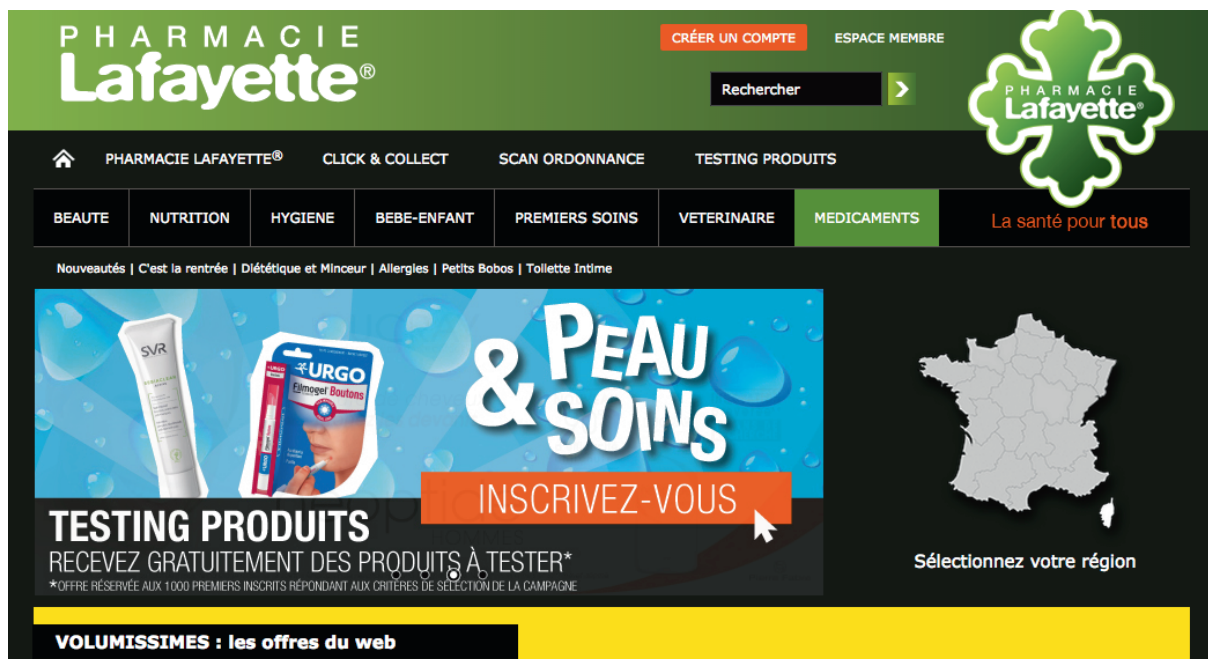 PHARMACIE
Lafayette®
CRÉER UN COMPTE
ESPACE MEMBRE
Rechercher
PHARMACIE
Lafayette®
PHARMACIE LAFAYETTE®
CLICK & COLLECT
SCAN ORDONNANCE
TESTING PRODUITS
BEAUTE
NUTRITION
HYGIENE
BEBE-ENFANT
PREMIERS SOINS
VETERINAIRE
MEDICAMENTS
La santé pour tous
Nouveautés | C'est la rentrée | Diététique et Minceur | Allergies | Petits Bobos | Toilette Intime
SVR
URGO
Filmogel Boutons
PEAU
& SOINS
INSCRIVEZ-VOUS
TESTING PRODUITS
RECEVEZ GRATUITEMENT DES PRODUITS À TESTER*
*OFFRE RÉSERVÉE AUX 1000 PREMIERS INSCRITS RÉPONDANT AUX CRITÈRES DE SÉLECTION DE LA CAMPAGNE
Sélectionnez votre région
VOLUMISSIMES : les offres du web